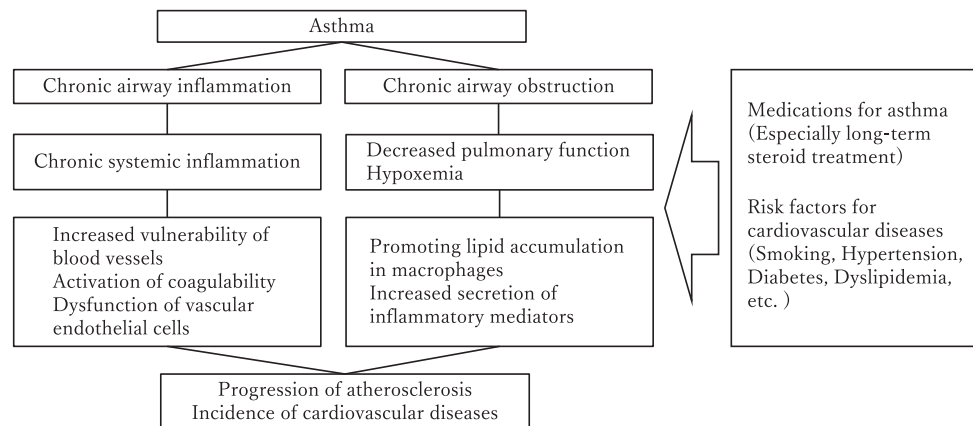 Asthma
Chronic airway inflammation
Chronic airway obstruction
Chronic systemic inflammation
Decreased pulmonary function
Hypoxemia
Increased vulnerability of
blood vessels
Activation of coagulability
Dysfunction of vascular
endothelial cells
Promoting lipid accumulation
in macrophages
Increased secretion of
inflammatory mediators
Progression of atherosclerosis
Incidence of cardiovascular diseases
Medications for asthma
(Especially long-term
steroid treatment)
Risk factors for
cardiovascular diseases
(Smoking, Hypertension,
Diabetes, Dyslipidemia,
etc. )